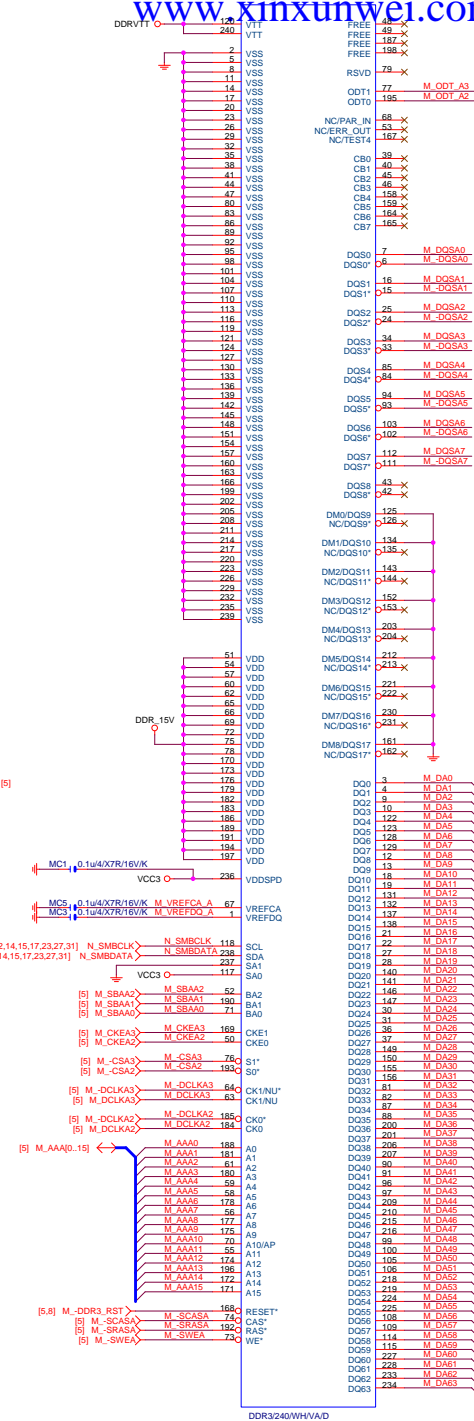 www.xinxunwei.com
DDRVTT 120 VTT
240 VTT
2 VSS
5 VSS
8 VSS
11 VSS
14 VSS
17 VSS
20 VSS
23 VSS
26 VSS
29 VSS
32 VSS
35 VSS
38 VSS
41 VSS
44 VSS
47 VSS
80 VSS
83 VSS
86 VSS
89 VSS
92 VSS
95 VSS
98 VSS
101 VSS
104 VSS
107 VSS
110 VSS
113 VSS
116 VSS
119 VSS
121 VSS
124 VSS
127 VSS
130 VSS
133 VSS
136 VSS
139 VSS
142 VSS
145 VSS
148 VSS
151 VSS
154 VSS
157 VSS
160 VSS
163 VSS
166 VSS
199 VSS
202 VSS
205 VSS
208 VSS
211 VSS
214 VSS
217 VSS
220 VSS
223 VSS
226 VSS
229 VSS
232 VSS
235 VSS
239 VSS
51 VDD
54 VDD
57 VDD
60 VDD
62 VDD
65 VDD
66 VDD
69 VDD
DDR_15V
72 VDD
75 VDD
78 VDD
170 VDD
173 VDD
176 VDD
[5]
179 VDD
182 VDD
183 VDD
186 VDD
189 VDD
191 VDD
194 VDD
197 VDD
MC1 0.1u/4/X7R/16V/K
VCC3 236 VDDSPD
MC5 0.1u/4/X7R/16V/K M_VREFCA_A 67 VREFCA
MC3 0.1u/4/X7R/16V/K M_VREFDQ_A 1 VREFDQ
2,14,15,17,23,27,31] N_SMBCLK N_SMBCLK 118 SCL
14,15,17,23,27,31] N_SMBDATA N_SMBDATA 238 SDA
237 SA1
VCC3 117 SA0
[5] M_SBAA2 M_SBAA2 52 BA2
[5] M_SBAA1 M_SBAA1 190 BA1
[5] M_SBAA0 M_SBAA0 71 BA0
[5] M_CKEA3 M_CKEA3 169 CKE1
[5] M_CKEA2 M_CKEA2 50 CKE0
[5] M_-CSA3 M_-CSA3 76 S1*
[5] M_-CSA2 M_-CSA2 193 S0*
[5] M_-DCLKA3 M_-DCLKA3 64 CK1/NU*
[5] M_DCLKA3 M_DCLKA3 63 CK1/NU
[5] M_-DCLKA2 M_-DCLKA2 185 CK0*
[5] M_DCLKA2 M_DCLKA2 184 CK0
[5] M_AAA[0..15] M_AAA0 188 A0
M_AAA1 181 A1
M_AAA2 61 A2
M_AAA3 180 A3
M_AAA4 59 A4
M_AAA5 58 A5
M_AAA6 178 A6
M_AAA7 56 A7
M_AAA8 177 A8
M_AAA9 175 A9
M_AAA10 70 A10/AP
M_AAA11 55 A11
M_AAA12 174 A12
M_AAA13 196 A13
M_AAA14 172 A14
M_AAA15 171 A15
[5,8] M_-DDR3_RST 168 RESET*
[5] M_-SCASA M_-SCASA 74 CAS*
[5] M_-SRASA M_-SRASA 192 RAS*
[5] M_-SWEA M_-SWEA 73 WE*
FREE 48
FREE 49
FREE 187
FREE 198
RSVD 79
ODT1 77 M_ODT_A3
ODT0 195 M_ODT_A2
NC/PAR_IN 68
NC/ERR_OUT 53
NC/TEST4 167
CB0 39
CB1 40
CB2 45
CB3 46
CB4 158
CB5 159
CB6 164
CB7 165
DQS0 7 M_DQSA0
DQS0* 6 M_-DQSA0
DQS1 16 M_DQSA1
DQS1* 15 M_-DQSA1
DQS2 25 M_DQSA2
DQS2* 24 M_-DQSA2
DQS3 34 M_DQSA3
DQS3* 33 M_-DQSA3
DQS4 85 M_DQSA4
DQS4* 84 M_-DQSA4
DQS5 94 M_DQSA5
DQS5* 93 M_-DQSA5
DQS6 103 M_DQSA6
DQS6* 102 M_-DQSA6
DQS7 112 M_DQSA7
DQS7* 111 M_-DQSA7
DQS8 43
DQS8* 42
DM0/DQS9 125
NC/DQS9* 126
DM1/DQS10 134
NC/DQS10* 135
DM2/DQS11 143
NC/DQS11* 144
DM3/DQS12 152
NC/DQS12* 153
DM4/DQS13 203
NC/DQS13* 204
DM5/DQS14 212
NC/DQS14* 213
DM6/DQS15 221
NC/DQS15* 222
DM7/DQS16 230
NC/DQS16* 231
DM8/DQS17 161
NC/DQS17* 162
DQ0 3 M_DA0
DQ1 4 M_DA1
DQ2 9 M_DA2
DQ3 10 M_DA3
DQ4 122 M_DA4
DQ5 123 M_DA5
DQ6 128 M_DA6
DQ7 129 M_DA7
DQ8 12 M_DA8
DQ9 13 M_DA9
DQ10 18 M_DA10
DQ11 19 M_DA11
DQ12 131 M_DA12
DQ13 132 M_DA13
DQ14 137 M_DA14
DQ15 138 M_DA15
DQ16 21 M_DA16
DQ17 22 M_DA17
DQ18 27 M_DA18
DQ19 28 M_DA19
DQ20 140 M_DA20
DQ21 141 M_DA21
DQ22 146 M_DA22
DQ23 147 M_DA23
DQ24 30 M_DA24
DQ25 31 M_DA25
DQ26 36 M_DA26
DQ27 37 M_DA27
DQ28 149 M_DA28
DQ29 150 M_DA29
DQ30 155 M_DA30
DQ31 156 M_DA31
DQ32 81 M_DA32
DQ33 82 M_DA33
DQ34 87 M_DA34
DQ35 88 M_DA35
DQ36 200 M_DA36
DQ37 201 M_DA37
DQ38 206 M_DA38
DQ39 207 M_DA39
DQ40 90 M_DA40
DQ41 91 M_DA41
DQ42 96 M_DA42
DQ43 97 M_DA43
DQ44 209 M_DA44
DQ45 210 M_DA45
DQ46 215 M_DA46
DQ47 216 M_DA47
DQ48 99 M_DA48
DQ49 100 M_DA49
DQ50 105 M_DA50
DQ51 106 M_DA51
DQ52 218 M_DA52
DQ53 219 M_DA53
DQ54 224 M_DA54
DQ55 225 M_DA55
DQ56 108 M_DA56
DQ57 109 M_DA57
DQ58 114 M_DA58
DQ59 115 M_DA59
DQ60 227 M_DA60
DQ61 228 M_DA61
DQ62 233 M_DA62
DQ63 234 M_DA63
DDR3/240/WH/VA/D